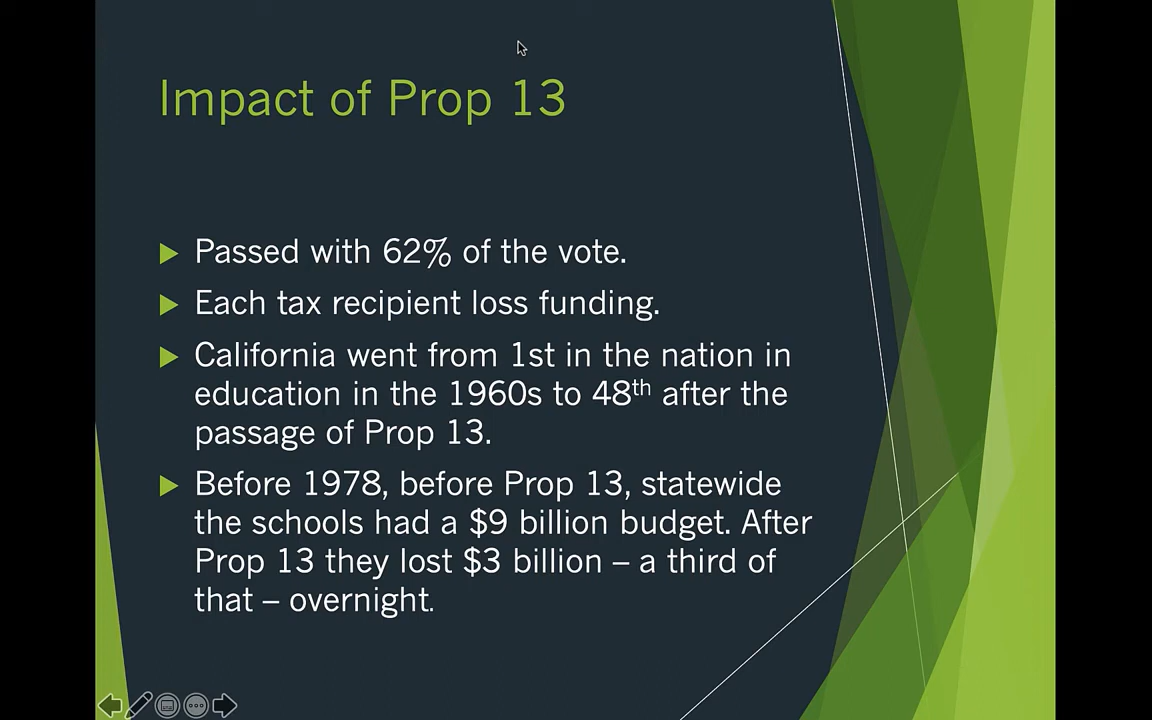 Impact of Prop 13
Passed with 62% of the vote.
Each tax recipient loss funding.
California went from 1st in the nation in
education in the 1960s to 48th after the
passage of Prop 13.
Before 1978, before Prop 13, statewide
the schools had a $9 billion budget. After
Prop 13 they lost $3 billion – a third of
that – overnight.